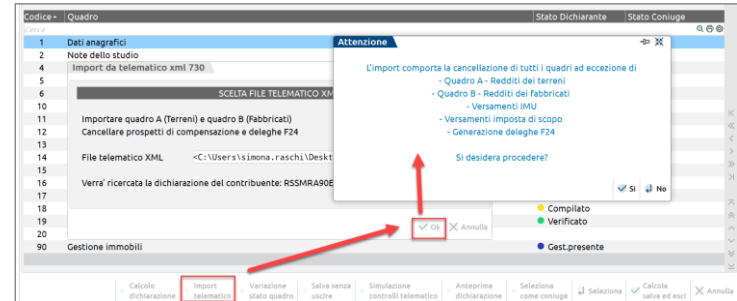 Codice Quadro Stato Dichiarante Stato Coniuge
Cerca
1 Dati anagrafici
2 Note dello studio
4
5
6
10
11
12
13
14
15
16
17
18 Compilato
19 Verificato
20
90 Gestione immobili Gest.presente
Import da telematico xml 730
SCELTA FILE TELEMATICO XM
Importare quadro A (Terreni) e quadro B (Fabbricati)
Cancellare prospetti di compensazione e deleghe F24
File telematico XML <C:\Users\simona.raschi\Deskt
Verra' ricercata la dichiarazione del contribuente: RSSMRA90E
Ok Annulla
Attenzione
L'import comporta la cancellazione di tutti i quadri ad eccezione di
- Quadro A - Redditi dei terreni
- Quadro B - Redditi dei fabbricati
- Versamenti IMU
- Versamenti imposta di scopo
- Generazione deleghe F24
Si desidera procedere?
Si No
Calcolo dichiarazione
Import telematico
Variazione stato quadro
Salva senza uscire
Simulazione controlli telematico
Anteprima dichiarazione
Seleziona come coniuge
Seleziona
Calcola salva ed esci
Annulla